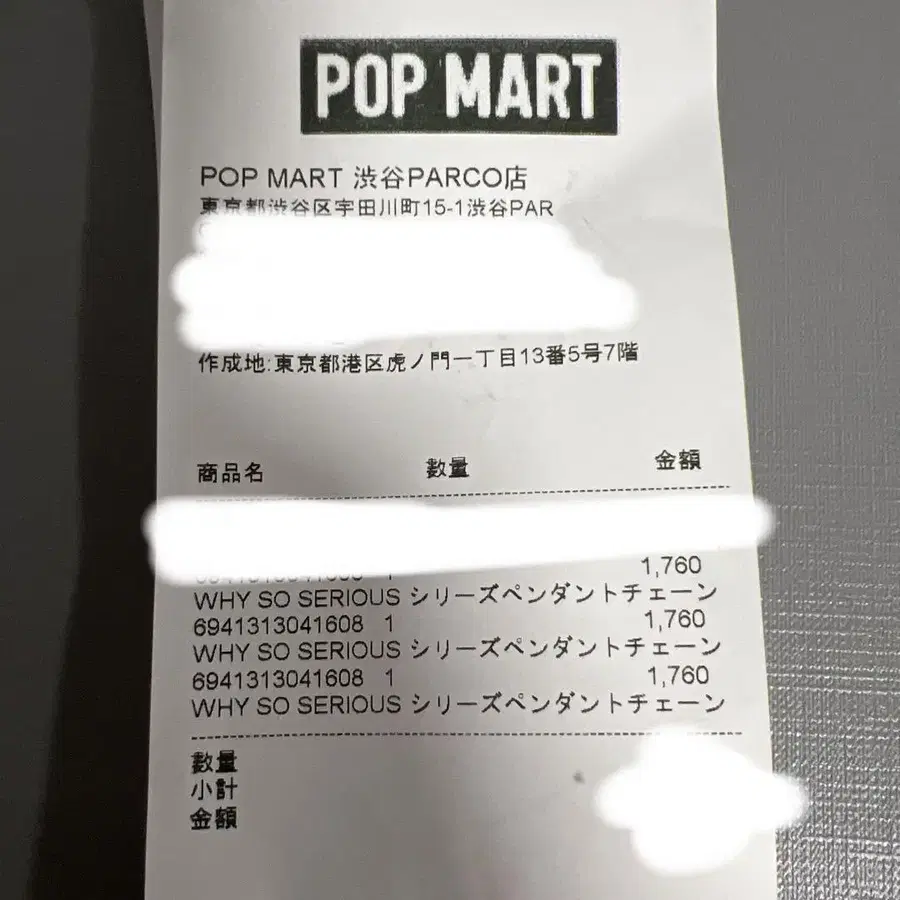 POP MART
POP MART 渋谷PARCO店
東京都渋谷区宇田川町15-1渋谷PAR
作成地:東京都港区虎ノ門一丁目13番5号7階
商品名 數量 金額
1 1,760
WHY SO SERIOUS シリーズペンダントチェーン
6941313041608 1 1,760
WHY SO SERIOUS シリーズペンダントチェーン
6941313041608 1 1,760
WHY SO SERIOUS シリーズペンダントチェーン
數量
小計
金額